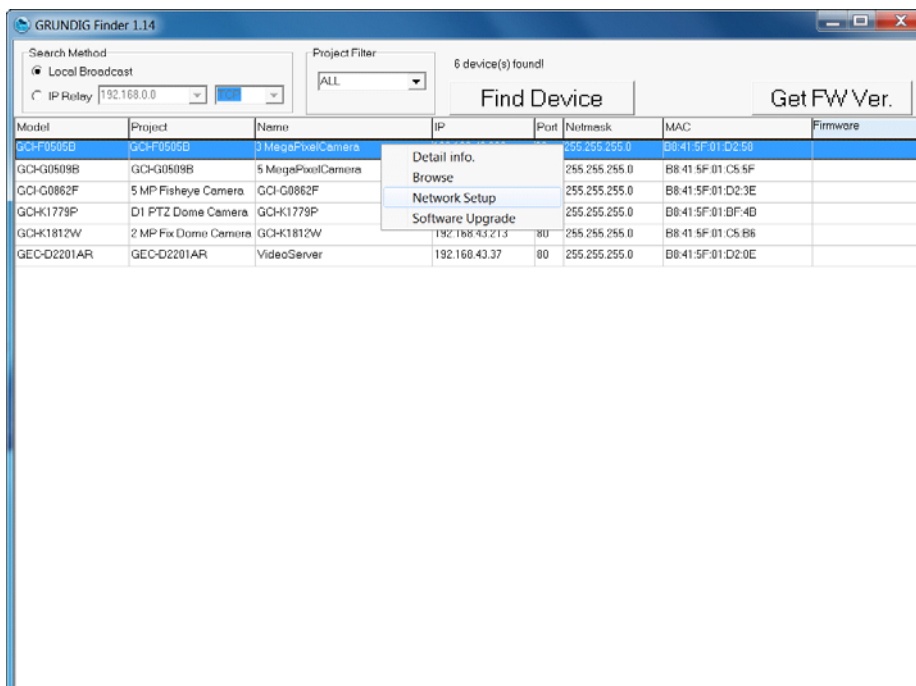 GRUNDIG Finder 1.14
Search Method
Local Broadcast
IP Relay 192.168.0.0 TCP
Project Filter
ALL
6 device(s) found!
Find Device
Get FW Ver.
Model Project Name IP Port Netmask MAC Firmware
GCI-F0505B GCI-F0505B 3 MegaPixelCamera 255.255.255.0 B8:41:5F:01:D2:50
GCI-G0509B GCI-G0509B 5 MegaPixelCamera 255.255.255.0 B8:41:5F:01:C5:5F
GCI-G0862F 5 MP Fisheye Camera GCI-G0862F 255.255.255.0 B8:41:5F:01:D2:3E
GCI-K1779P D1 PTZ Dome Camera GCI-K1779P 255.255.255.0 B8:41:5F:01:BF:4B
GCI-K1812W 2 MP Fix Dome Camera GCI-K1812W 192.168.43.213 80 255.255.255.0 B8:41:5F:01:C5:B6
GEC-D2201AR GEC-D2201AR VideoServer 192.168.43.37 80 255.255.255.0 B8:41:5F:01:D2:0E
Detail info.
Browse
Network Setup
Software Upgrade